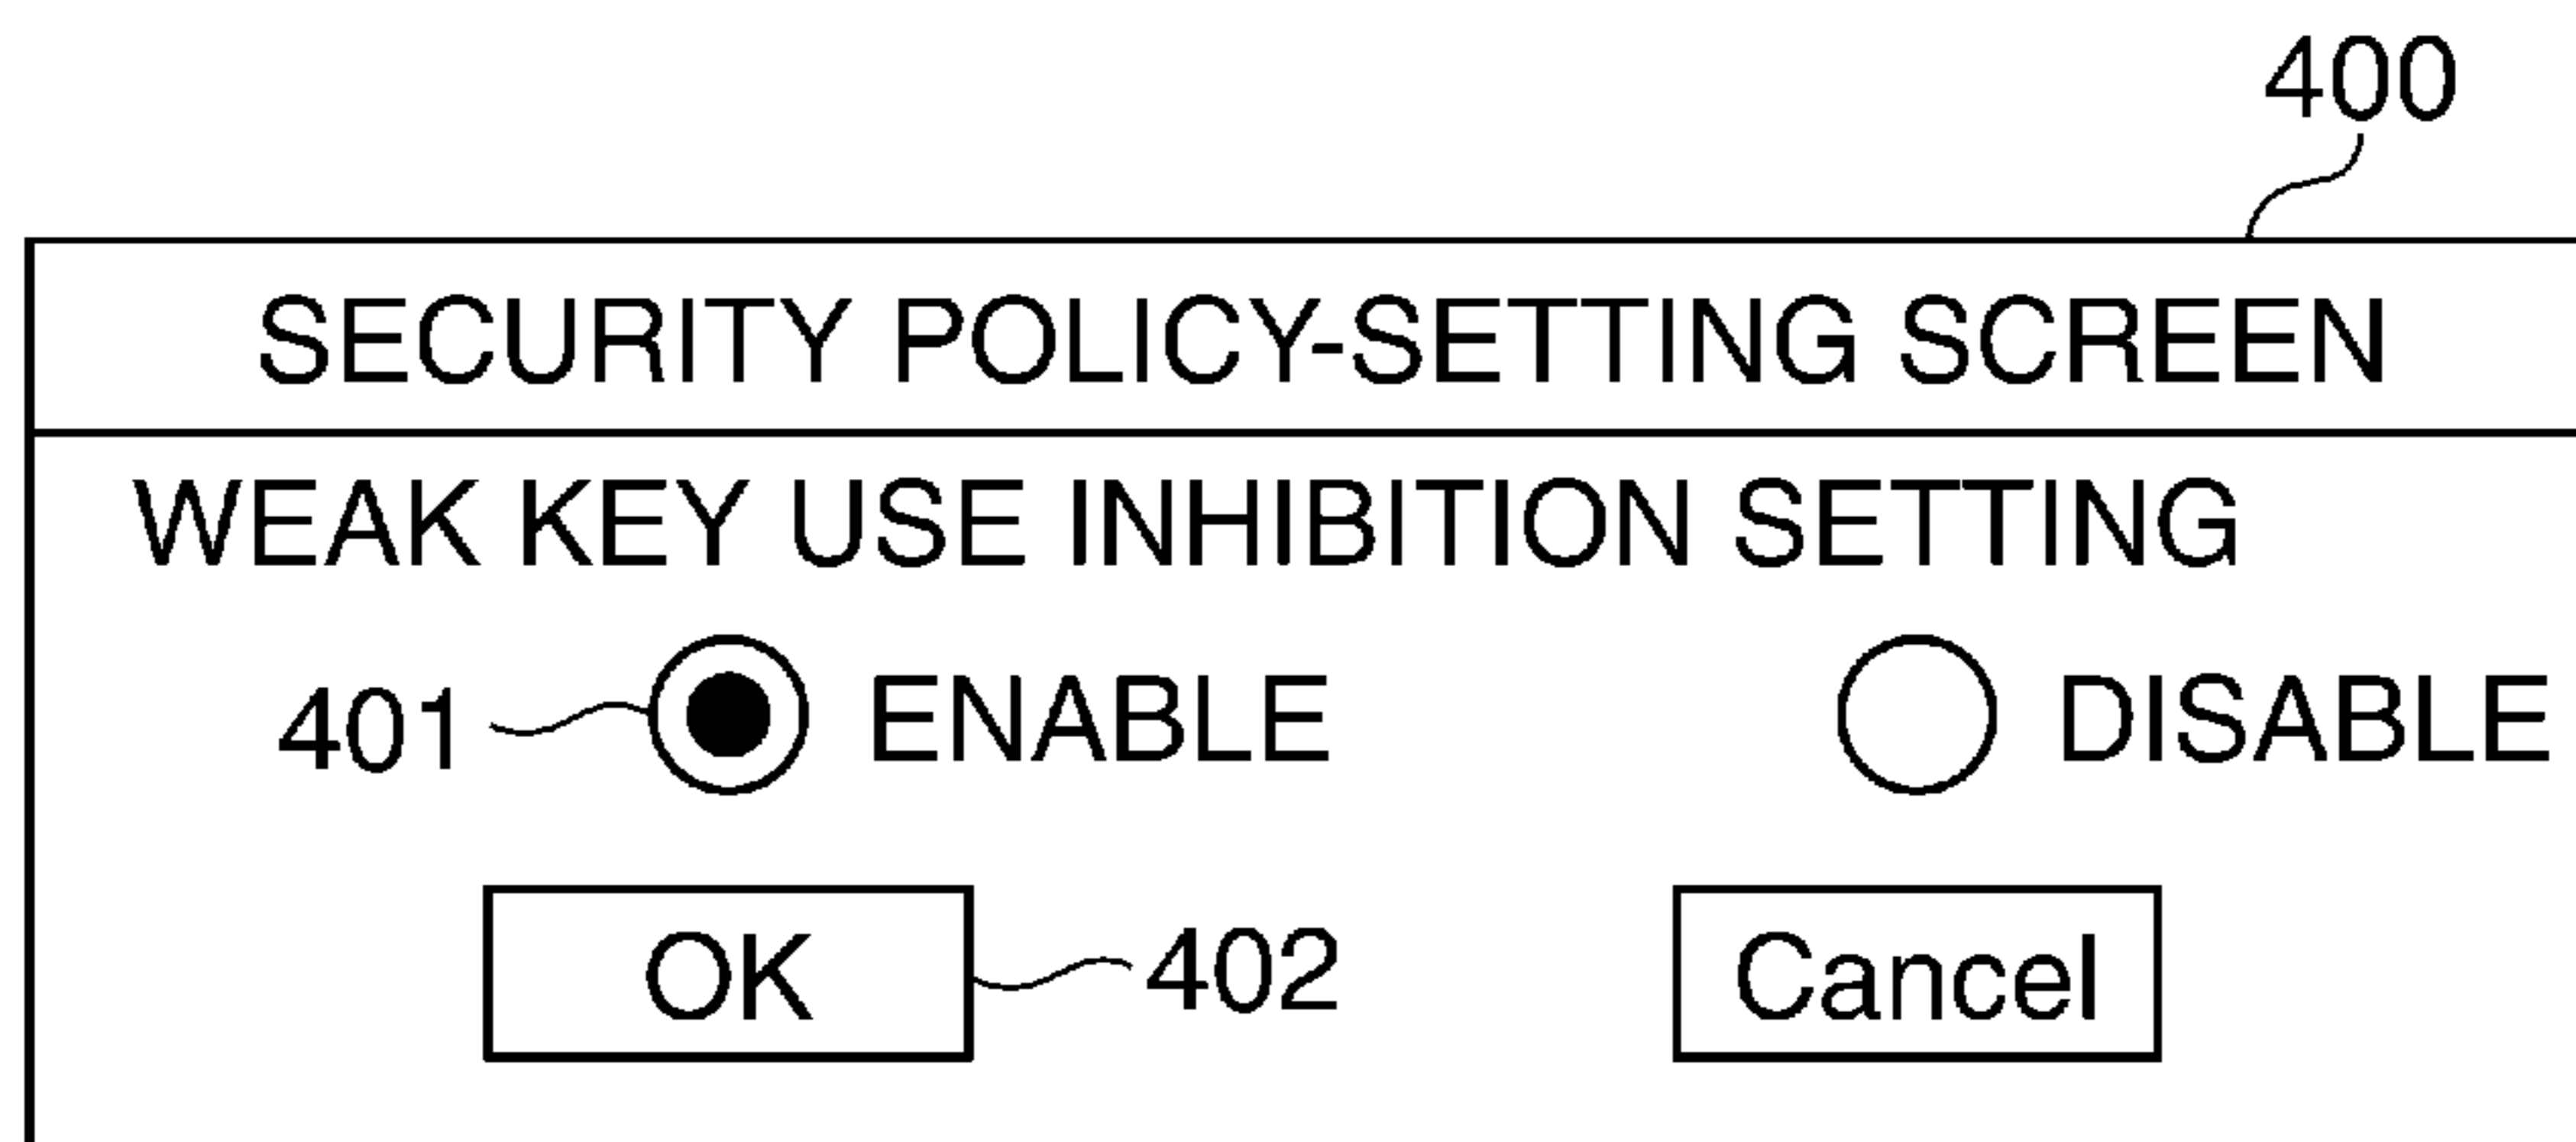 400
SECURITY POLICY-SETTING SCREEN
WEAK KEY USE INHIBITION SETTING
401 ENABLE DISABLE
OK 402 Cancel